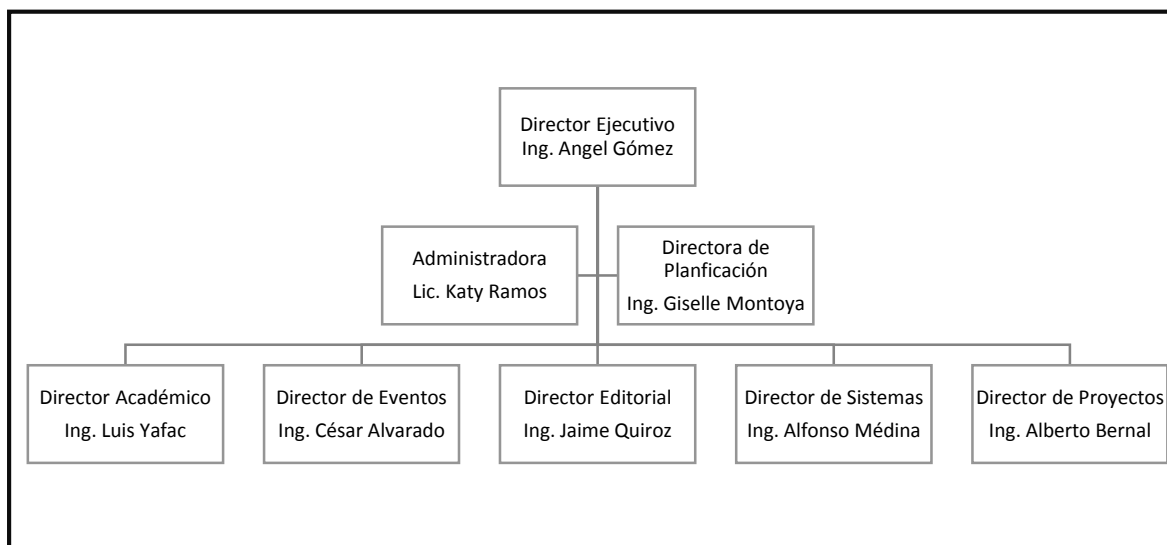 Director Ejecutivo
Ing. Angel Gómez
Administradora
Lic. Katy Ramos
Directora de
Planficación
Ing. Giselle Montoya
Director Académico
Ing. Luis Yafac
Director de Eventos
Ing. César Alvarado
Director Editorial
Ing. Jaime Quiroz
Director de Sistemas
Ing. Alfonso Médina
Director de Proyectos
Ing. Alberto Bernal